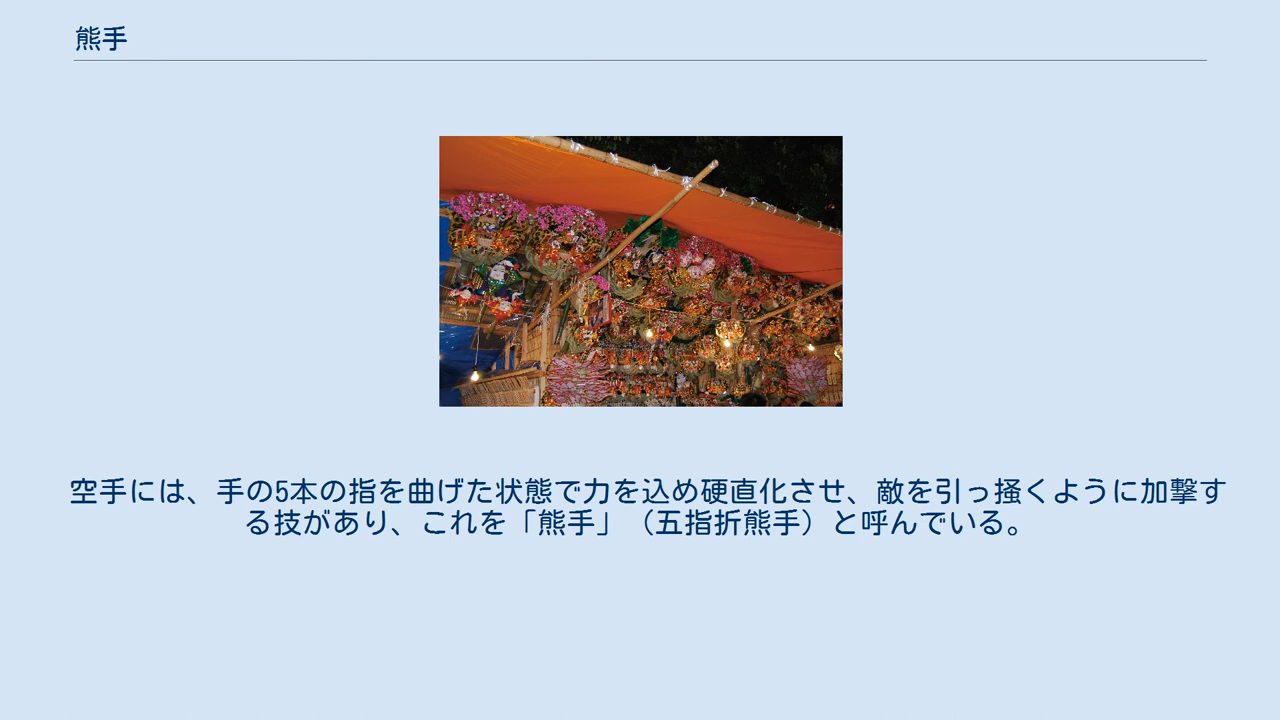 熊手
空手には、手の5本の指を曲げた状態で力を込め硬直化させ、敵を引っ掻くように加撃す
る技があり、これを「熊手」（五指折熊手）と呼んでいる。